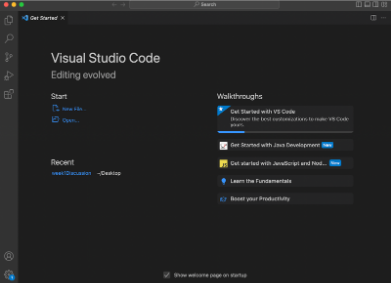 Search
Get Started
Visual Studio Code
Editing evolved
Start
New File...
Open...
Recent
week1Discussion ~/Desktop
Walkthroughs
Get Started with VS Code
Discover the best customizations to make VS Code yours.
Get Started with Java Development New
Get started with JavaScript and Nod... New
Learn the Fundamentals
Boost your Productivity
Show welcome page on startup